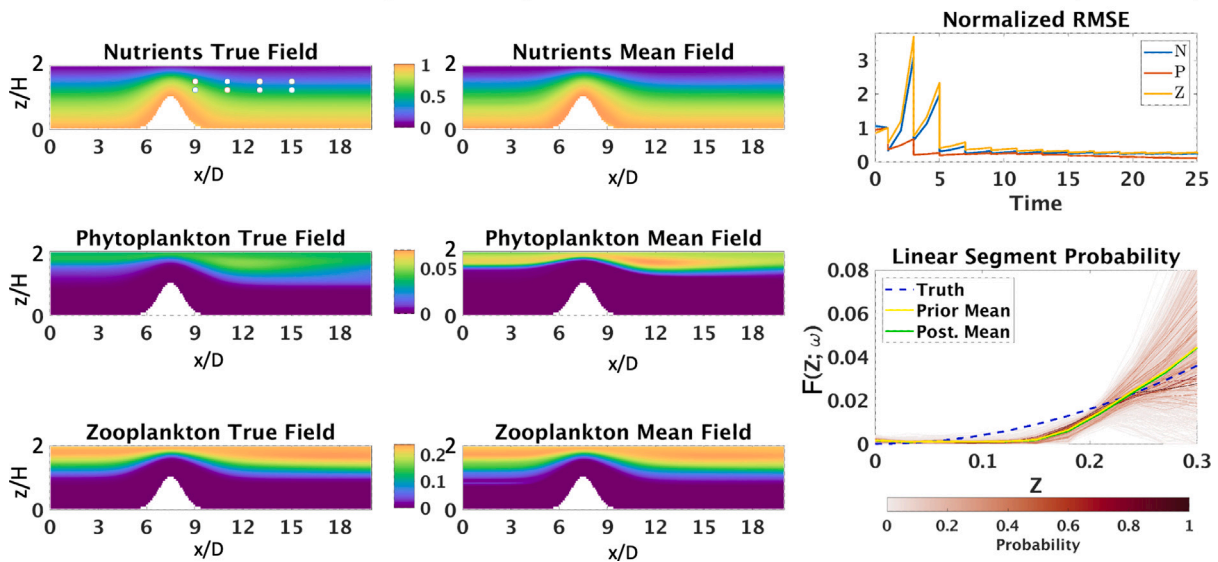 Nutrients True Field
z/H
2
0
0 3 6 9 12 15 18
x/D
1
0.5
0
Nutrients Mean Field
2
0
0 3 6 9 12 15 18
x/D
Normalized RMSE
3
2
1
0
N
P
Z
0 5 10 15 20 25
Time
Phytoplankton True Field
z/H
2
0
0 3 6 9 12 15 18
x/D
0.05
0
Phytoplankton Mean Field
2
0
0 3 6 9 12 15 18
x/D
Linear Segment Probability
F(Z; ω)
0.08
0.06
0.04
0.02
0
Truth
Prior Mean
Post. Mean
0 0.1 0.2 0.3
Z
0 0.2 0.4 0.6 0.8 1
Probability
Zooplankton True Field
z/H
2
0
0 3 6 9 12 15 18
x/D
0.2
0.1
0
Zooplankton Mean Field
2
0
0 3 6 9 12 15 18
x/D